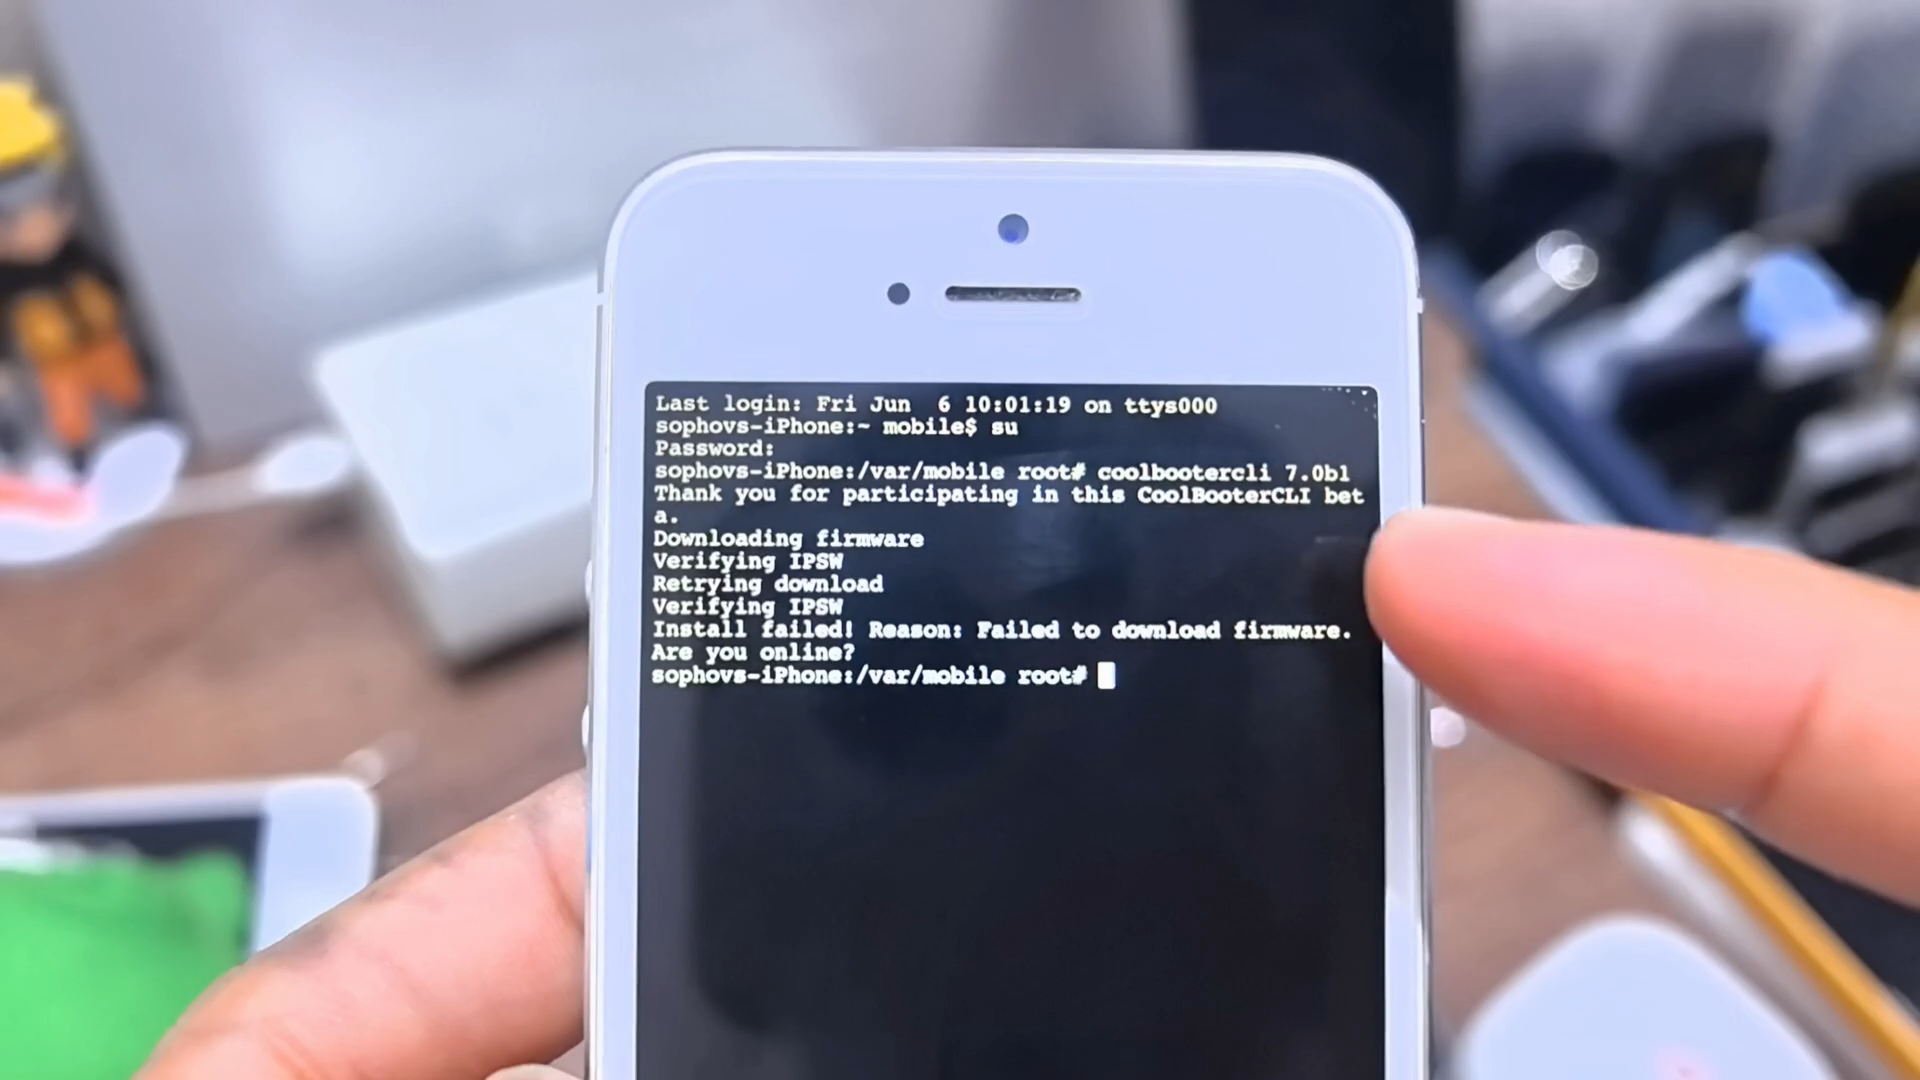 Last login: Fri Jun  6 10:01:19 on ttys000
sophovs-iPhone:~ mobile$ su
Password:
sophovs-iPhone:/var/mobile root# coolbootercli 7.0b1
Thank you for participating in this CoolBooterCLI bet
a.
Downloading firmware
Verifying IPSW
Retrying download
Verifying IPSW
Install failed! Reason: Failed to download firmware.
Are you online?
sophovs-iPhone:/var/mobile root#